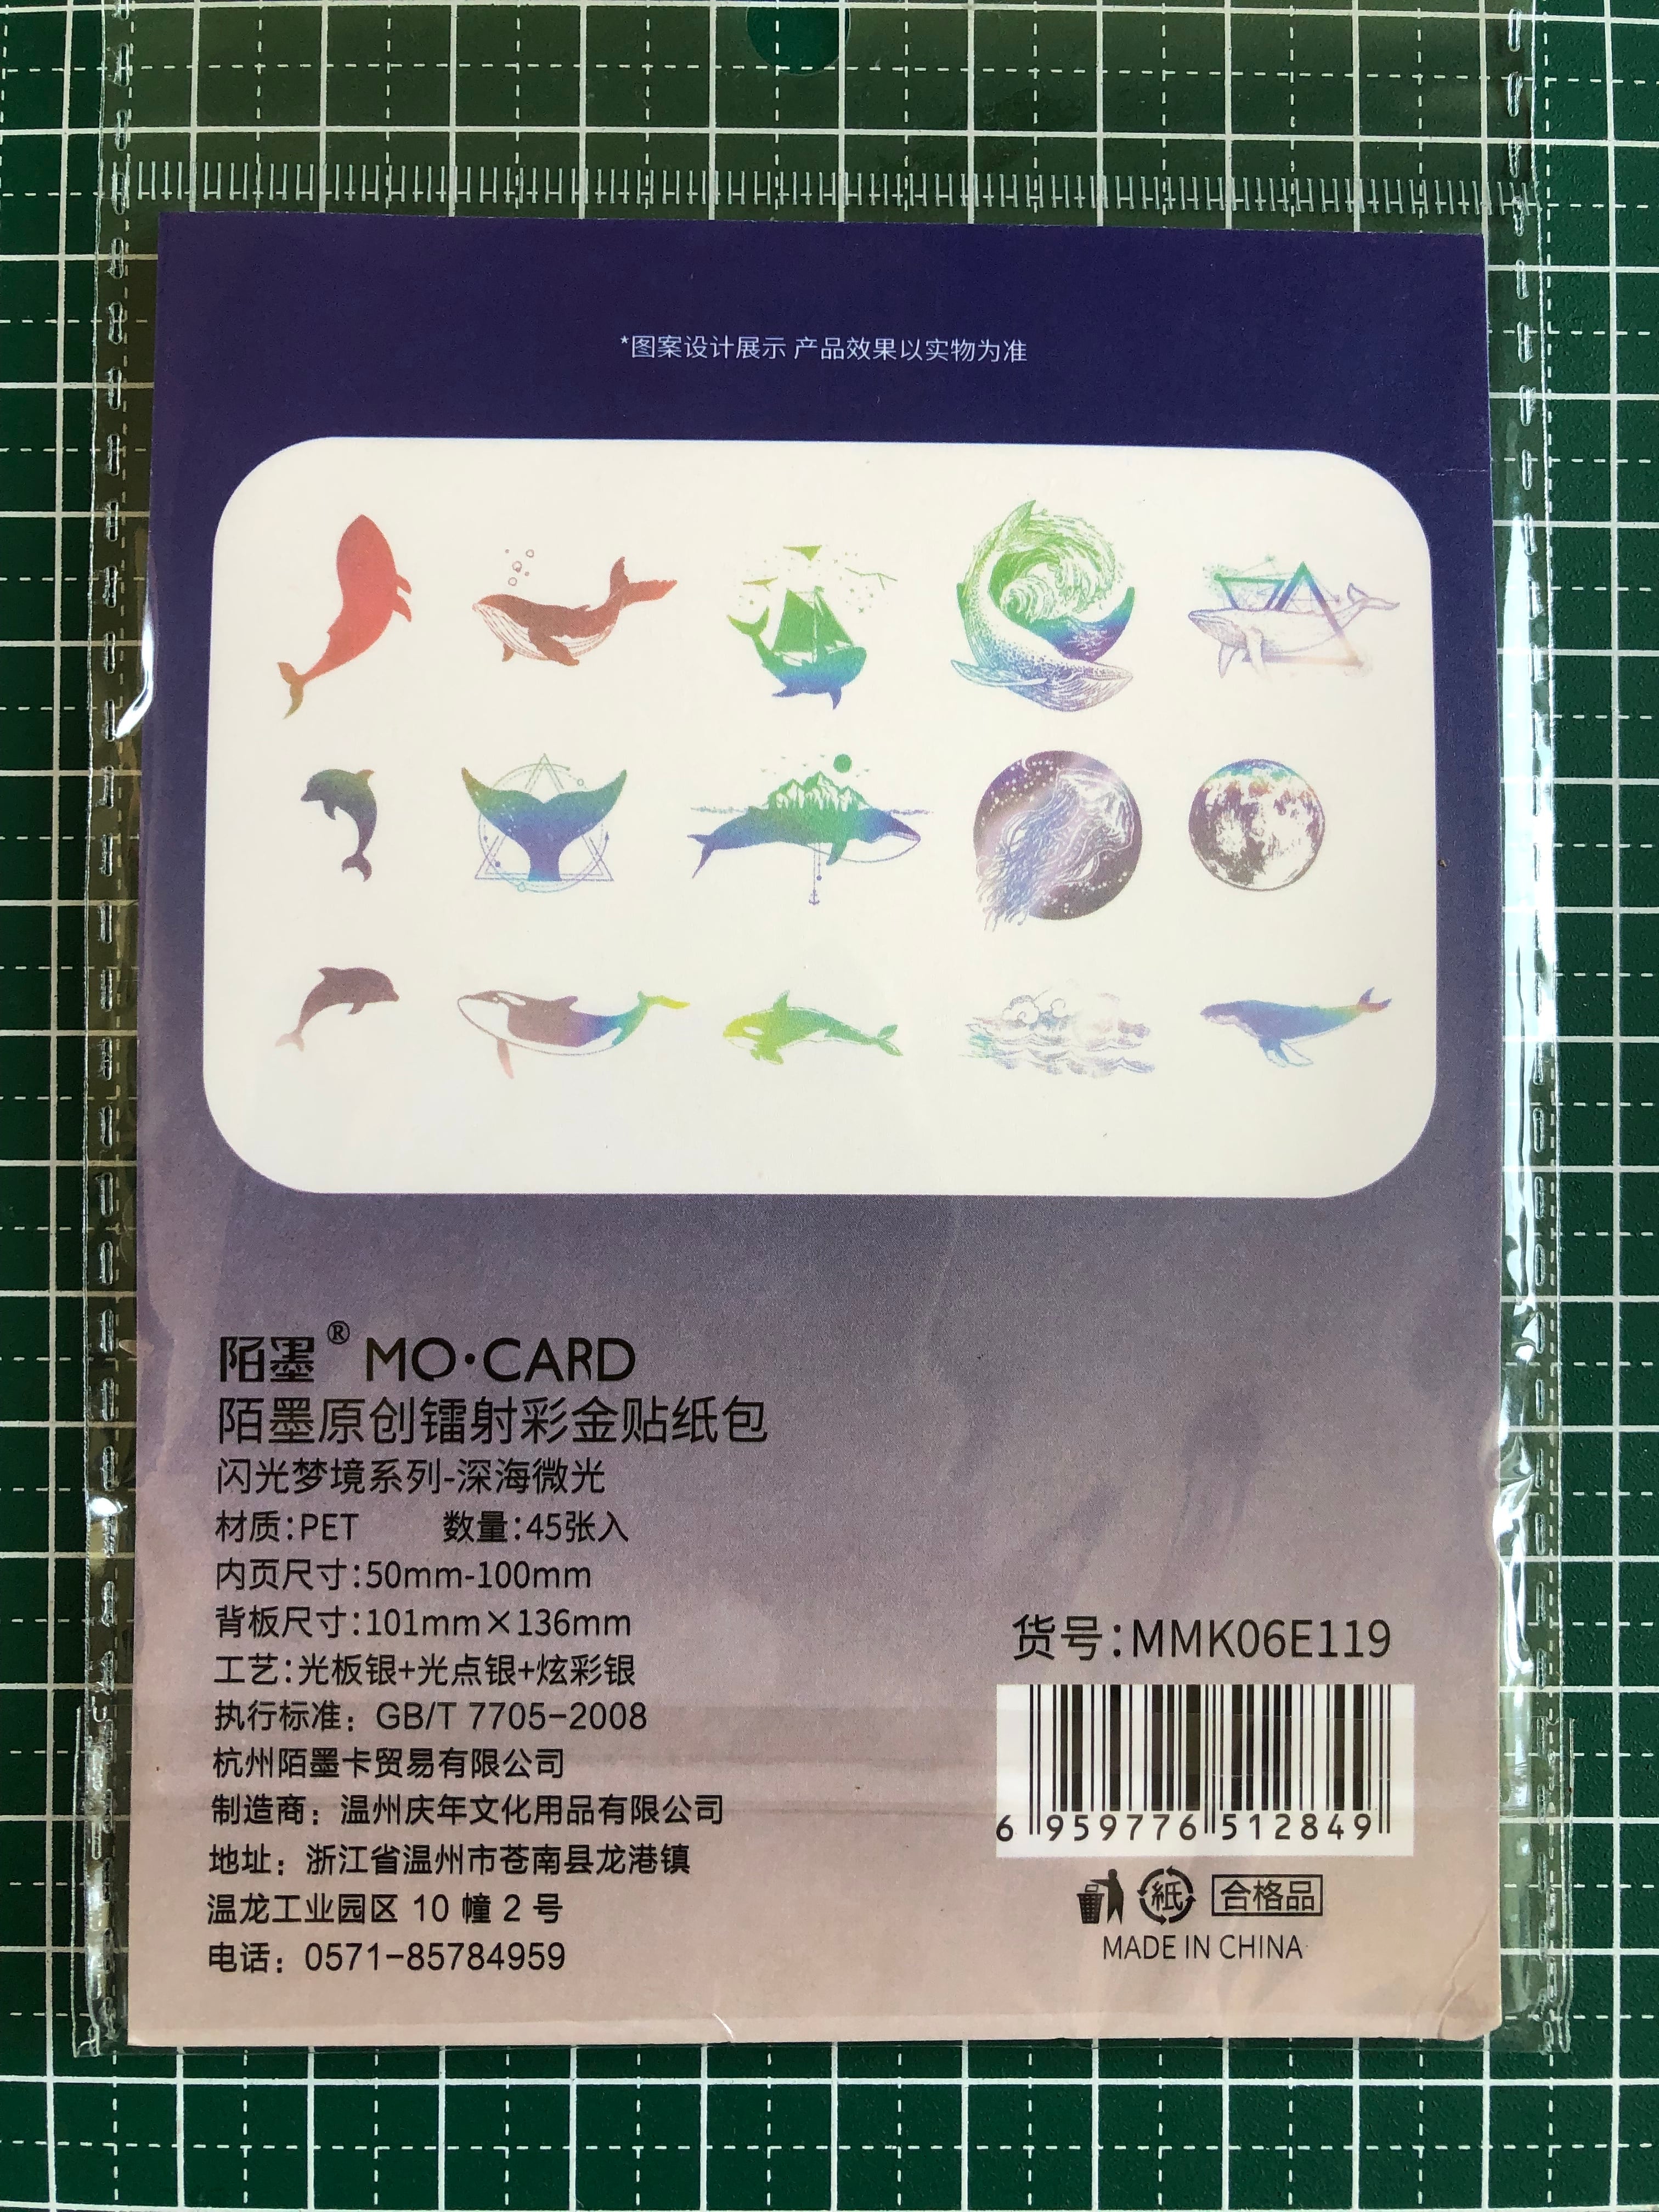 *图案设计展示 产品效果以实物为准
陌墨® MO·CARD
陌墨原创镭射彩金贴纸包
闪光梦境系列-深海微光
材质:PET 数量:45张入
内页尺寸:50mm-100mm
背板尺寸:101mm×136mm
工艺:光板银+光点银+炫彩银
执行标准：GB/T 7705-2008
杭州陌墨卡贸易有限公司
制造商：温州庆年文化用品有限公司
地址：浙江省温州市苍南县龙港镇
温龙工业园区 10 幢 2 号
电话：0571-85784959
货号:MMK06E119
6 959776 512849
紙 合格品
MADE IN CHINA